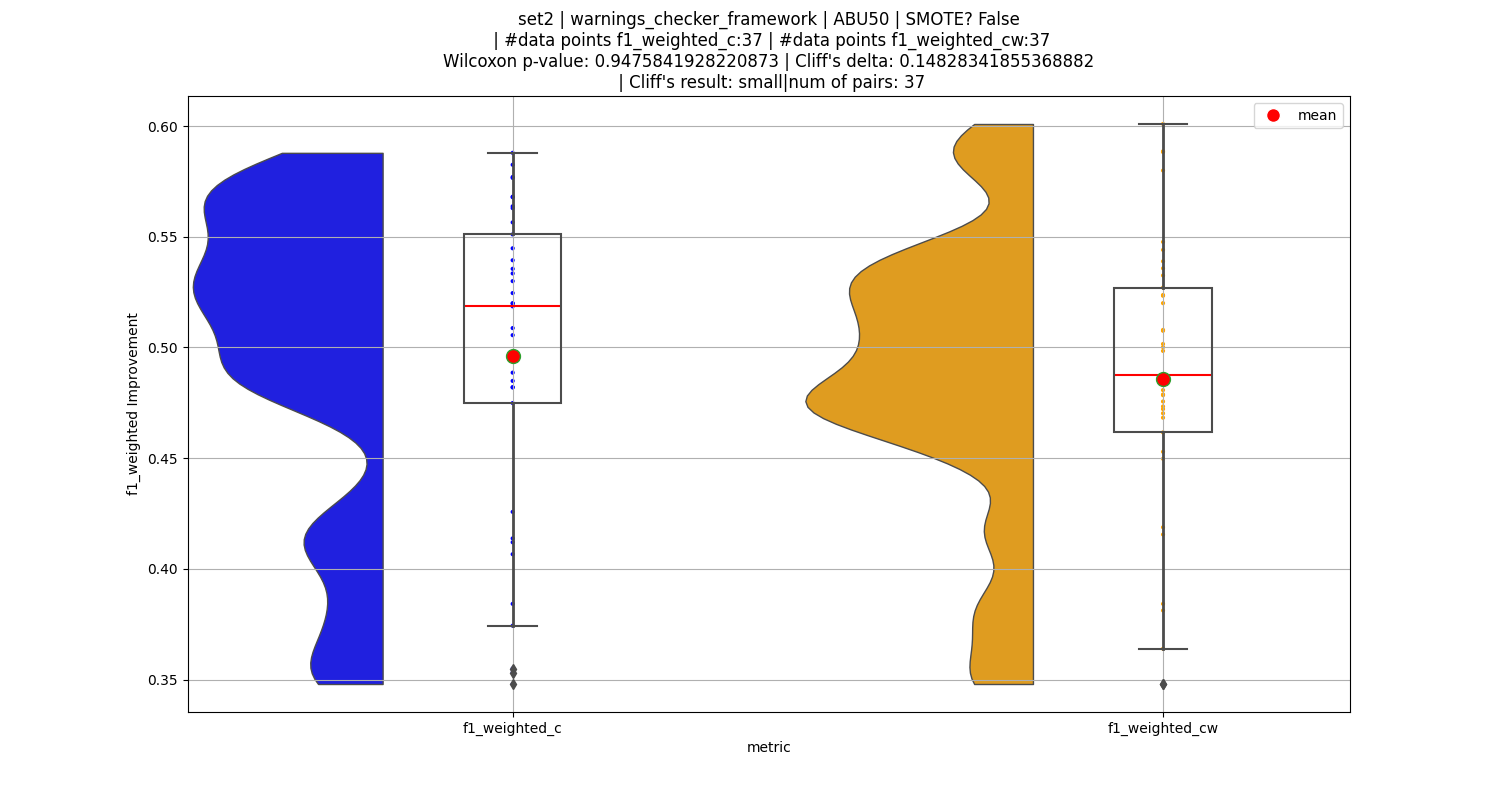 set2 | warnings_checker_framework | ABU50 | SMOTE? False
| #data points f1_weighted_c:37 | #data points f1_weighted_cw:37
Wilcoxon p-value: 0.9475841928220873 | Cliff's delta: 0.14828341855368882
| Cliff's result: small|num of pairs: 37
mean
0.60
0.55
0.50
0.45
0.40
0.35
f1_weighted Improvement
f1_weighted_c
f1_weighted_cw
metric